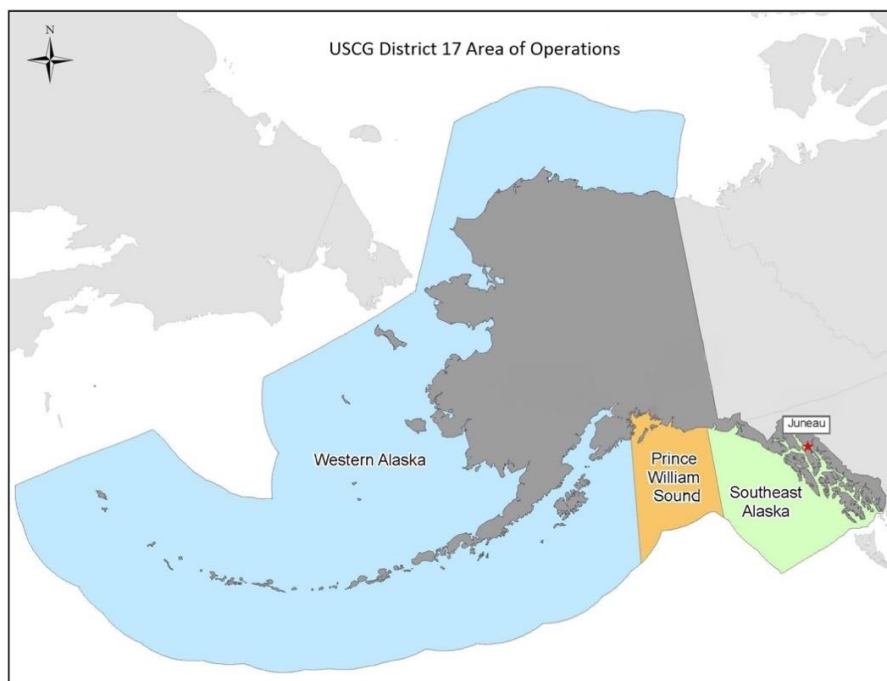 N
USCG District 17 Area of Operations
Juneau
Western Alaska
Prince
William
Sound
Southeast
Alaska